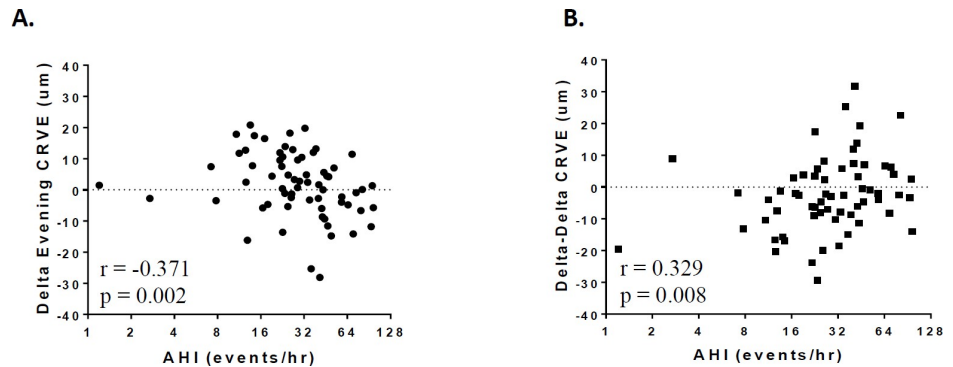 A.
B.
Delta Evening CRVE (um)
40
30
20
10
0
-10
-20
-30
-40
r = -0.371
p = 0.002
1 2 4 8 16 32 64 128
AHI (events/hr)
Delta-Delta CRVE (um)
40
30
20
10
0
-10
-20
-30
-40
r = 0.329
p = 0.008
1 2 4 8 16 32 64 128
AHI (events/hr)